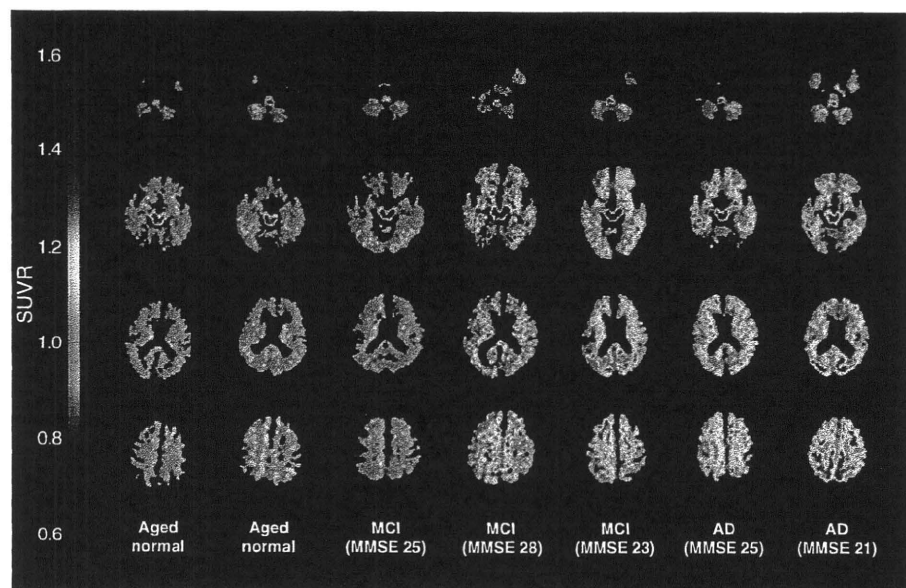 1.6
1.4
1.2
SUVR
1.0
0.8
0.6
Aged normal
Aged normal
MCI (MMSE 25)
MCI (MMSE 28)
MCI (MMSE 23)
AD (MMSE 25)
AD (MMSE 21)